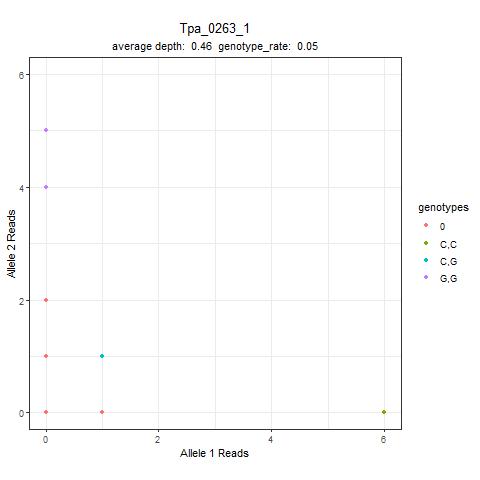 Tpa_0263_1
average depth:  0.46  genotype_rate:  0.05
6
4
2
0
Allele 2 Reads
0
2
4
6
Allele 1 Reads
genotypes
0
C,C
C,G
G,G